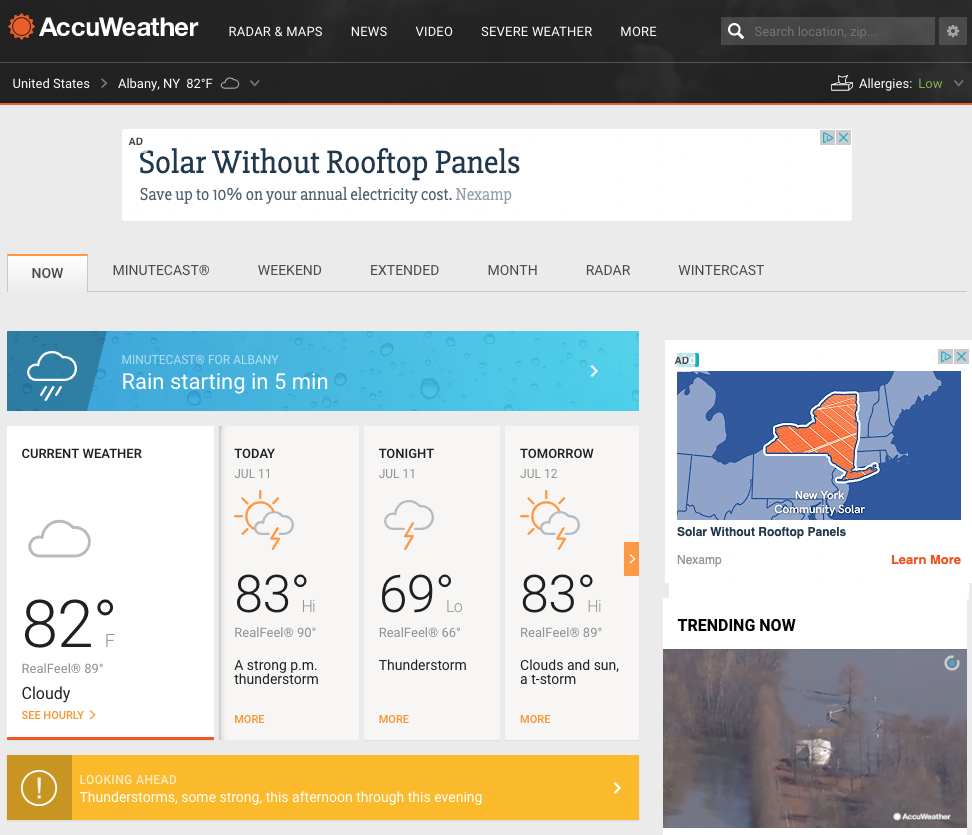 AccuWeather
RADAR & MAPS NEWS VIDEO SEVERE WEATHER MORE
Search location, zip...
United States Albany, NY 82°F
Allergies: Low
AD
Solar Without Rooftop Panels
Save up to 10% on your annual electricity cost. Nexamp
NOW MINUTECAST® WEEKEND EXTENDED MONTH RADAR WINTERCAST
MINUTECAST® FOR ALBANY
Rain starting in 5 min
CURRENT WEATHER
82° F
RealFeel® 89°
Cloudy
SEE HOURLY
TODAY
JUL 11
83° Hi
RealFeel® 90°
A strong p.m.
thunderstorm
MORE
TONIGHT
JUL 11
69° Lo
RealFeel® 66°
Thunderstorm
MORE
TOMORROW
JUL 12
83° Hi
RealFeel® 89°
Clouds and sun,
a t-storm
MORE
LOOKING AHEAD
Thunderstorms, some strong, this afternoon through this evening
AD
New York
Community Solar
Solar Without Rooftop Panels
Nexamp
Learn More
TRENDING NOW
AccuWeather